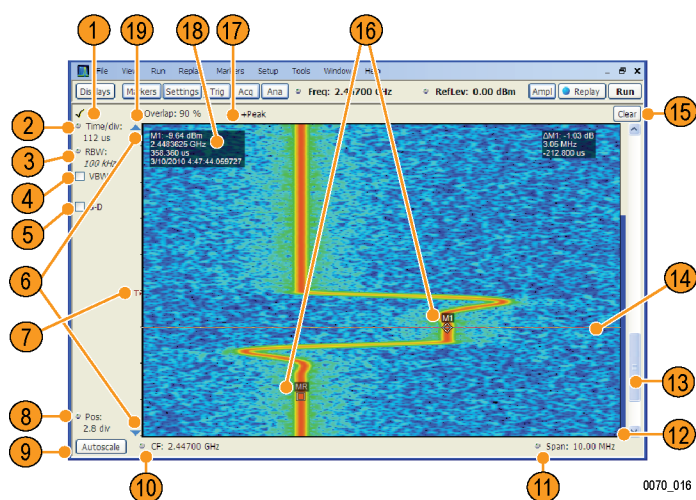 1
19
18
17
16
File View Run Replay Markers Setup Tools Window Help
Displays Markers Settings Trig Acq Ana Freq: 2.44700 GHz RefLev: 0.00 dBm Ampl Replay Run
Overlap: 90 % +Peak Clear
15
2
Time/div:
112 us
3
RBW:
100 kHz
4
VBW:
5
3-D
M1: -9.64 dBm
2.4483625 GHz
358.360 us
3/10/2010 4:47:44.059727
ΔM1: -1.03 dB
3.05 MHz
-212.800 us
6
7
T
M1
14
MR
13
8
Pos:
2.8 div
9
Autoscale
CF: 2.44700 GHz
Span: 10.00 MHz
12
10
11
0070_016